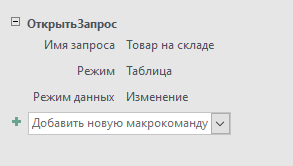 ОткрытьЗапрос
Имя запроса Товар на складе
Режим Таблица
Режим данных Изменение
Добавить новую макрокоманду